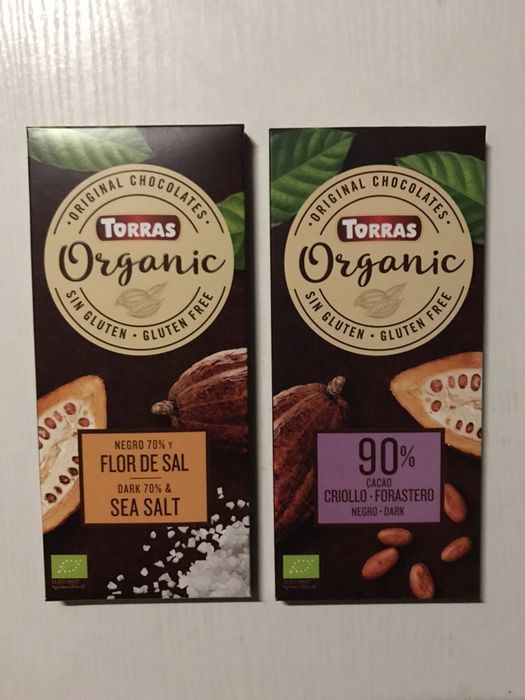 ORIGINAL CHOCOLATES
TORRAS
Organic
SIN GLUTEN · GLUTEN FREE
NEGRO 70% Y
FLOR DE SAL
DARK 70% &
SEA SALT
ORIGINAL CHOCOLATES
TORRAS
Organic
SIN GLUTEN · GLUTEN FREE
90%
CACAO
CRIOLLO · FORASTERO
NEGRO · DARK